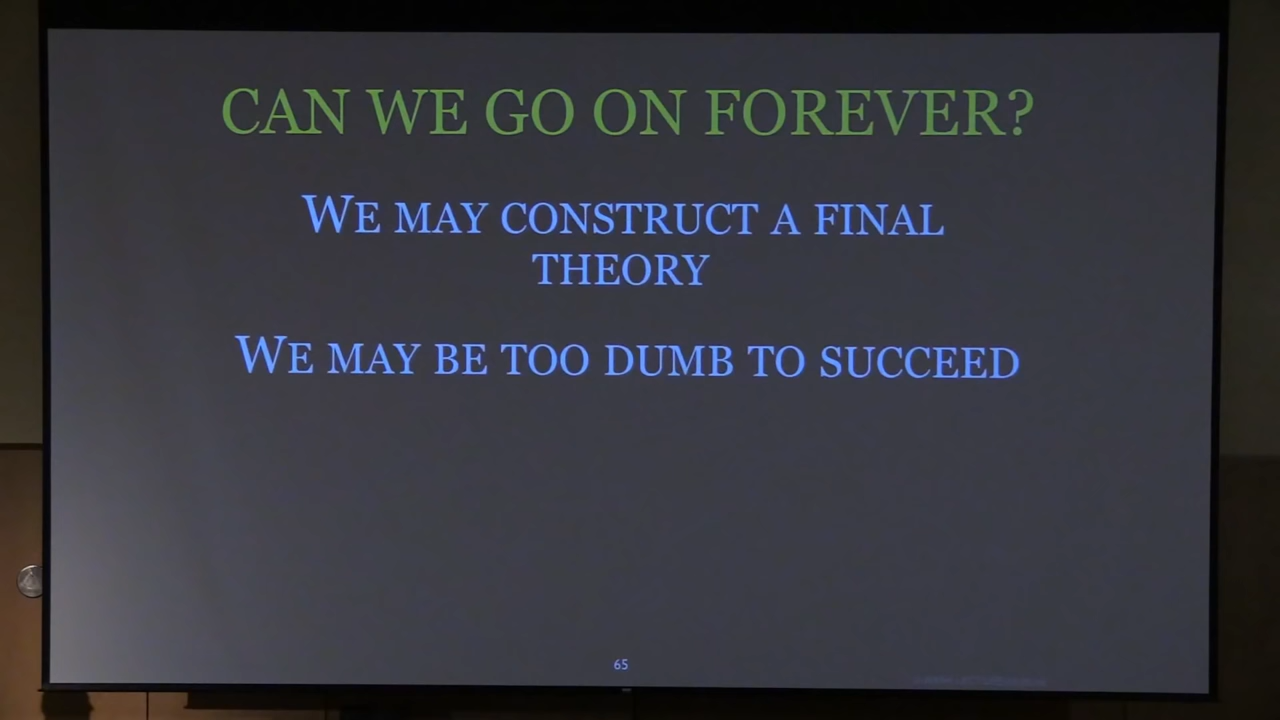 CAN WE GO ON FOREVER?
WE MAY CONSTRUCT A FINAL
THEORY
WE MAY BE TOO DUMB TO SUCCEED
65